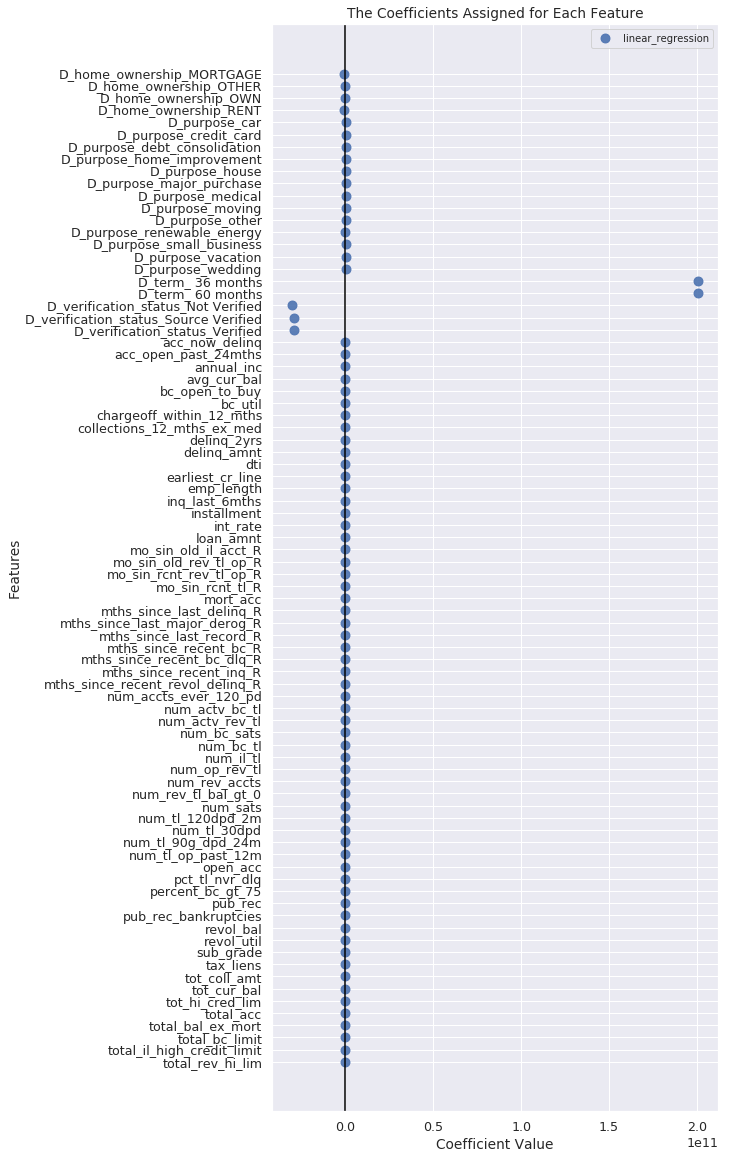 The Coefficients Assigned for Each Feature
linear_regression
D_home_ownership_MORTGAGE
D_home_ownership_OTHER
D_home_ownership_OWN
D_home_ownership_RENT
D_purpose_car
D_purpose_credit_card
D_purpose_debt_consolidation
D_purpose_home_improvement
D_purpose_house
D_purpose_major_purchase
D_purpose_medical
D_purpose_moving
D_purpose_other
D_purpose_renewable_energy
D_purpose_small_business
D_purpose_vacation
D_purpose_wedding
D_term_ 36 months
D_term_ 60 months
D_verification_status_Not Verified
D_verification_status_Source Verified
D_verification_status_Verified
acc_now_delinq
acc_open_past_24mths
annual_inc
avg_cur_bal
bc_open_to_buy
bc_util
chargeoff_within_12_mths
collections_12_mths_ex_med
delinq_2yrs
delinq_amnt
dti
earliest_cr_line
emp_length
inq_last_6mths
installment
int_rate
loan_amnt
mo_sin_old_il_acct_R
mo_sin_old_rev_tl_op_R
mo_sin_rcnt_rev_tl_op_R
mo_sin_rcnt_tl_R
mort_acc
mths_since_last_delinq_R
mths_since_last_major_derog_R
mths_since_last_record_R
mths_since_recent_bc_R
mths_since_recent_bc_dlq_R
mths_since_recent_inq_R
mths_since_recent_revol_delinq_R
num_accts_ever_120_pd
num_actv_bc_tl
num_actv_rev_tl
num_bc_sats
num_bc_tl
num_il_tl
num_op_rev_tl
num_rev_accts
num_rev_tl_bal_gt_0
num_sats
num_tl_120dpd_2m
num_tl_30dpd
num_tl_90g_dpd_24m
num_tl_op_past_12m
open_acc
pct_tl_nvr_dlq
percent_bc_gt_75
pub_rec
pub_rec_bankruptcies
revol_bal
revol_util
sub_grade
tax_liens
tot_coll_amt
tot_cur_bal
tot_hi_cred_lim
total_acc
total_bal_ex_mort
total_bc_limit
total_il_high_credit_limit
total_rev_hi_lim
Features
0.0 0.5 1.0 1.5 2.0
Coefficient Value
1e11